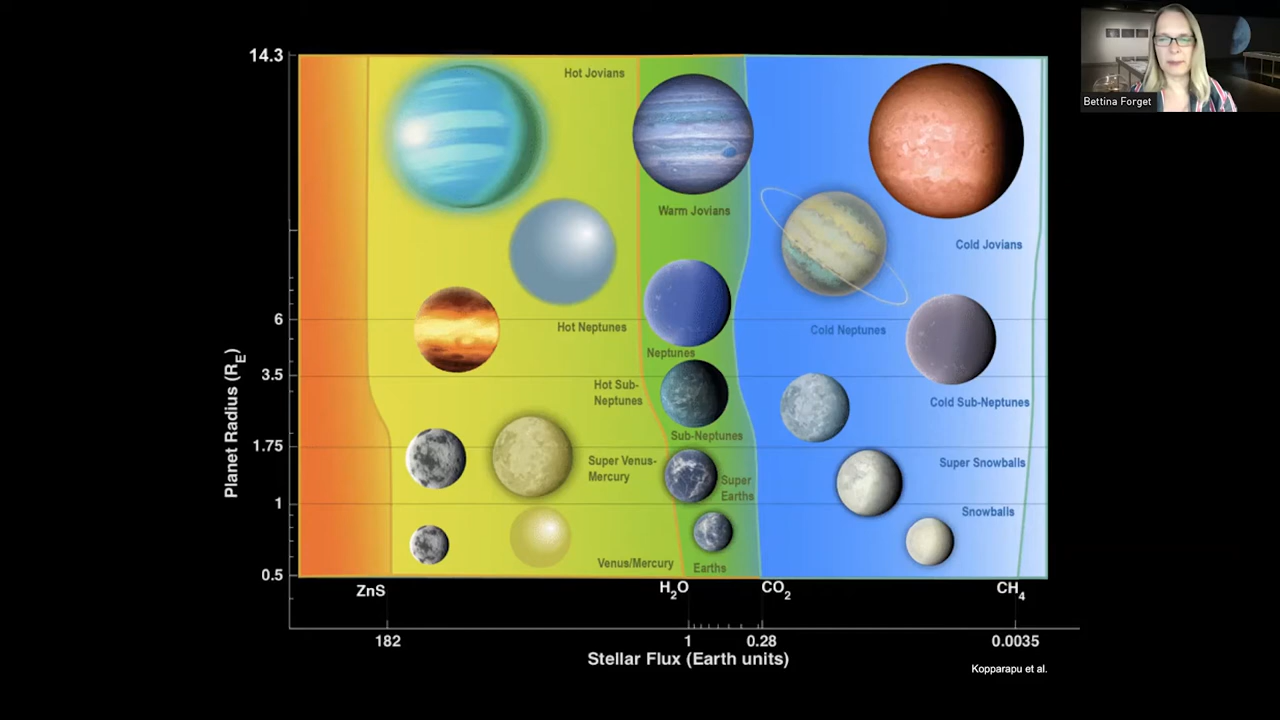 Bettina Forget
14.3
6
3.5
1.75
1
0.5
Planet Radius (RE)
Hot Jovians
Warm Jovians
Cold Jovians
Hot Neptunes
Neptunes
Cold Neptunes
Hot Sub-
Neptunes
Sub-Neptunes
Cold Sub-Neptunes
Super Venus-
Mercury
Super
Earths
Super Snowballs
Venus/Mercury
Earths
Snowballs
ZnS
H2O
CO2
CH4
182
1
0.28
0.0035
Stellar Flux (Earth units)
Kopparapu et al.